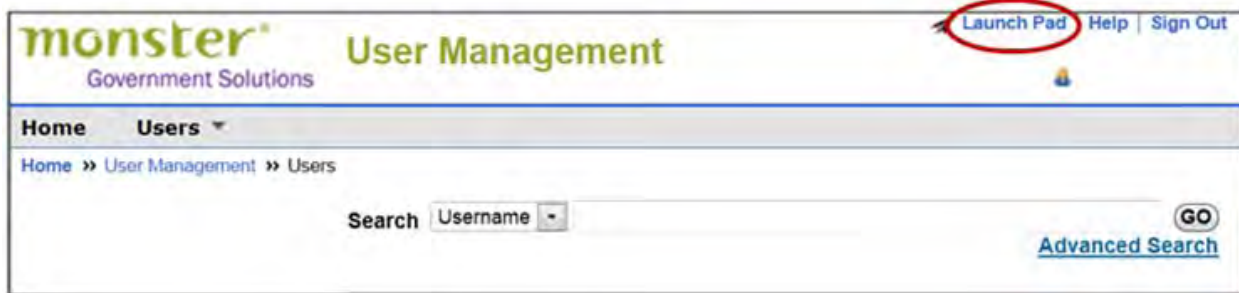 monster®
Government Solutions
User Management
Launch Pad Help | Sign Out
Home Users
Home » User Management » Users
Search Username GO
Advanced Search